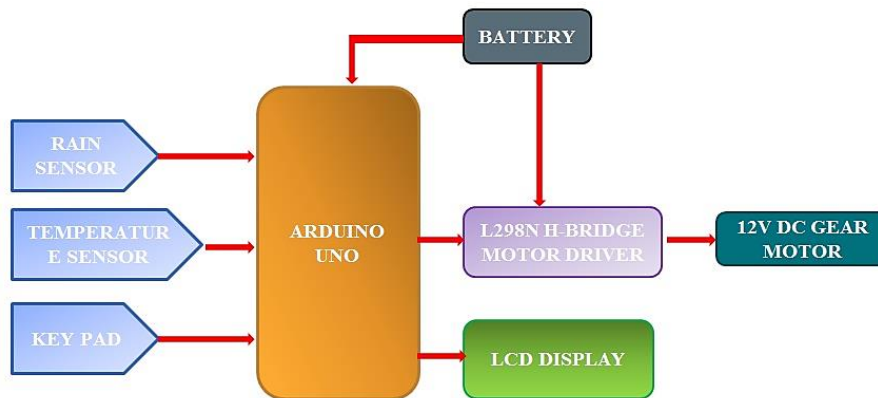 BATTERY
RAIN
SENSOR
TEMPERATUR
E SENSOR
KEY PAD
ARDUINO
UNO
L298N H-BRIDGE
MOTOR DRIVER
12V DC GEAR
MOTOR
LCD DISPLAY